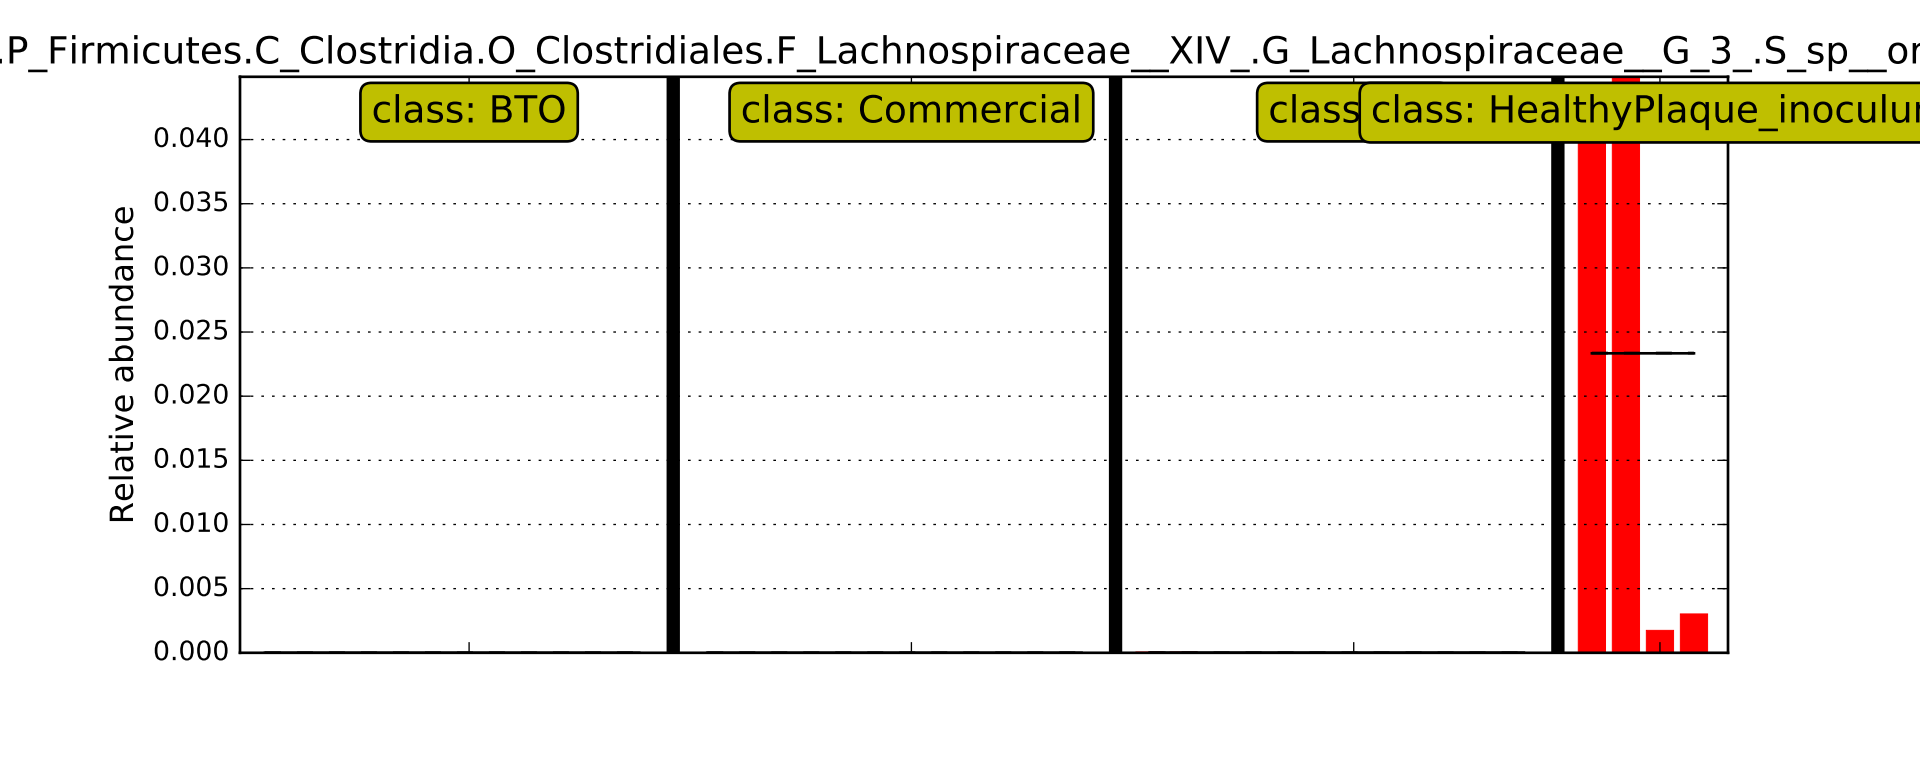 .P_Firmicutes.C_Clostridia.O_Clostridiales.F_Lachnospiraceae__XIV_.G_Lachnospiraceae__G_3_.S_sp__or
class: BTO
class: Commercial
class
class: HealthyPlaque_inoculu
Relative abundance
0.040
0.035
0.030
0.025
0.020
0.015
0.010
0.005
0.000